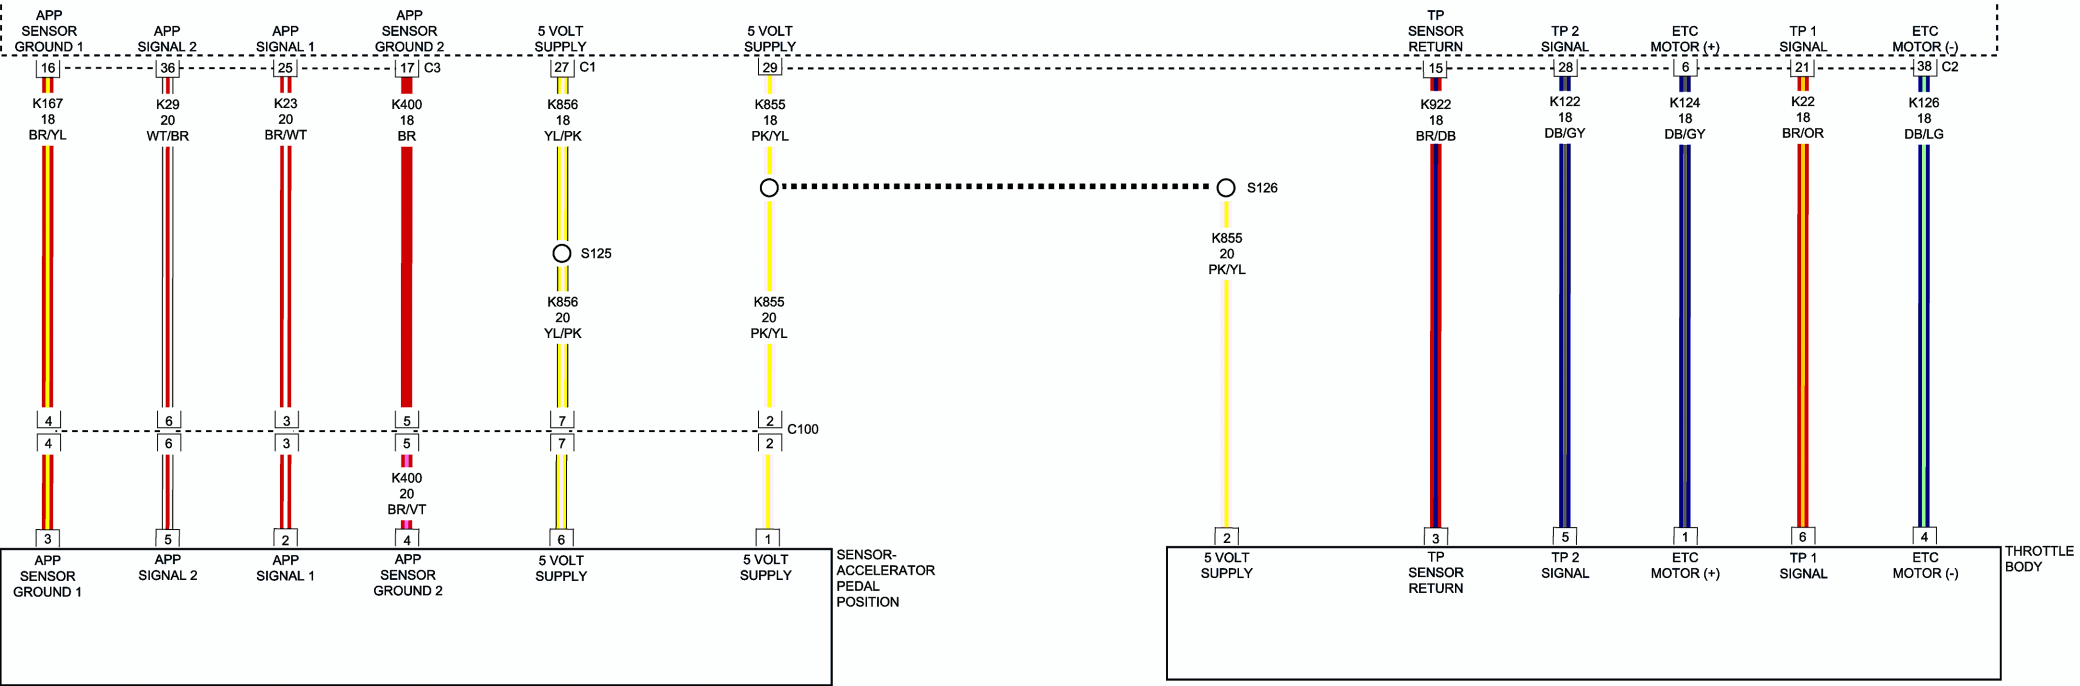 APP
SENSOR
GROUND 1
APP
SIGNAL 2
APP
SIGNAL 1
APP
SENSOR
GROUND 2
5 VOLT
SUPPLY
5 VOLT
SUPPLY
TP
SENSOR
RETURN
TP 2
SIGNAL
ETC
MOTOR (+)
TP 1
SIGNAL
ETC
MOTOR (-)
16
36
25
17
C3
27
C1
29
15
28
6
21
38
C2
K167
18
BR/YL
K29
20
WT/BR
K23
20
BR/WT
K400
18
BR
K856
18
YL/PK
K855
18
PK/YL
K922
18
BR/DB
K122
18
DB/GY
K124
18
DB/GY
K22
18
BR/OR
K126
18
DB/LG
S126
S125
K855
20
PK/YL
K856
20
YL/PK
K855
20
PK/YL
4
6
3
5
7
2
C100
4
6
3
5
7
2
K400
20
BR/VT
3
5
2
4
6
1
2
3
5
1
6
4
APP
SENSOR
GROUND 1
APP
SIGNAL 2
APP
SIGNAL 1
APP
SENSOR
GROUND 2
5 VOLT
SUPPLY
5 VOLT
SUPPLY
SENSOR-
ACCELERATOR
PEDAL
POSITION
5 VOLT
SUPPLY
TP
SENSOR
RETURN
TP 2
SIGNAL
ETC
MOTOR (+)
TP 1
SIGNAL
ETC
MOTOR (-)
THROTTLE
BODY